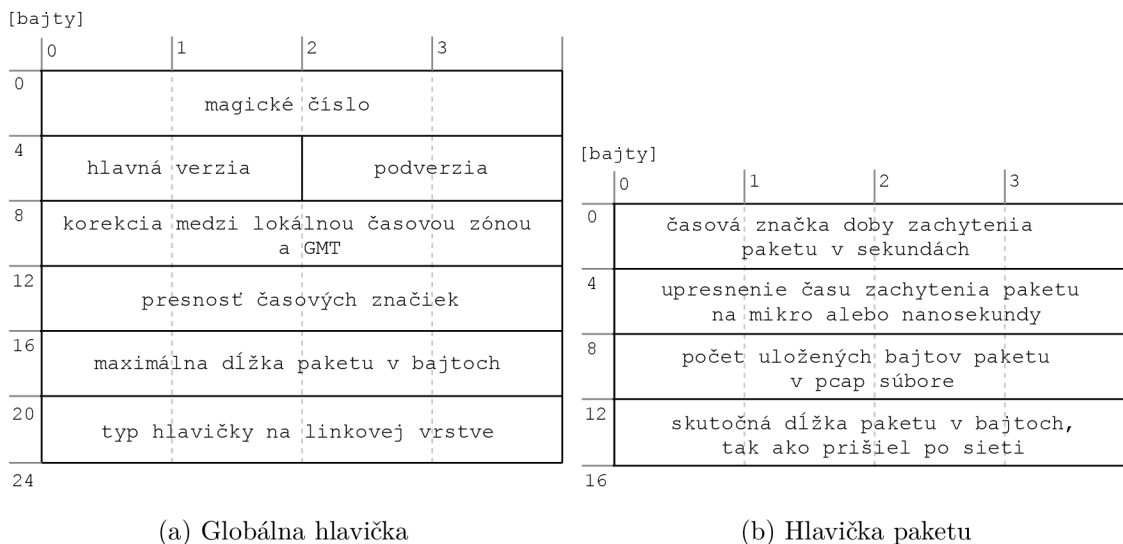 [bajty]
0 1 2 3
0
magické číslo
4
hlavná verzia podverzia
8
korekcia medzi lokálnou časovou zónou
a GMT
12
presnosť časových značiek
16
maximálna dĺžka paketu v bajtoch
20
typ hlavičky na linkovej vrstve
24
(a) Globálna hlavička
[bajty]
0 1 2 3
0
časová značka doby zachytenia
paketu v sekundách
4
upresnenie času zachytenia paketu
na mikro alebo nanosekundy
8
počet uložených bajtov paketu
v pcap súbore
12
skutočná dĺžka paketu v bajtoch,
tak ako prišiel po sieti
16
(b) Hlavička paketu